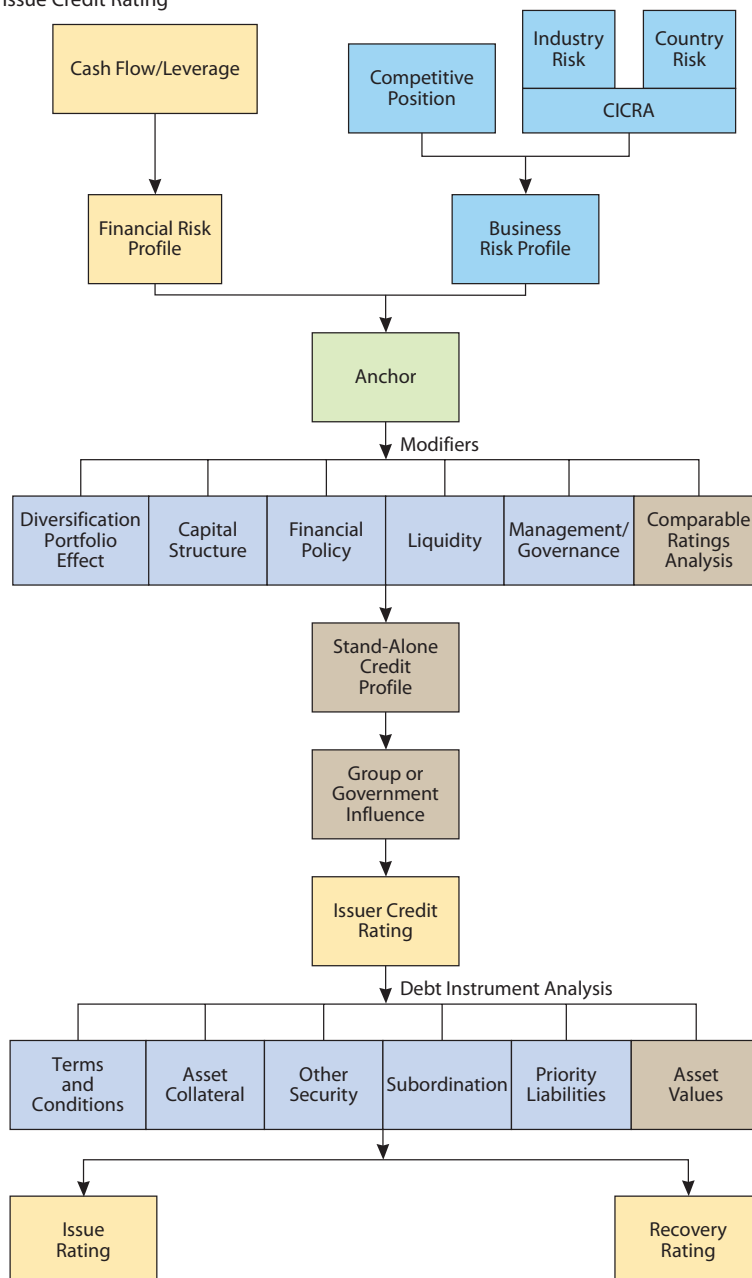 Issue Credit Rating
Cash Flow/Leverage
Competitive
Position
Industry
Risk
Country
Risk
CICRA
Financial Risk
Profile
Business
Risk Profile
Anchor
Modifiers
Diversification
Portfolio
Effect
Capital
Structure
Financial
Policy
Liquidity
Management/
Governance
Comparable
Ratings
Analysis
Stand-Alone
Credit
Profile
Group or
Government
Influence
Issuer Credit
Rating
Debt Instrument Analysis
Terms
and
Conditions
Asset
Collateral
Other
Security
Subordination
Priority
Liabilities
Asset
Values
Issue
Rating
Recovery
Rating